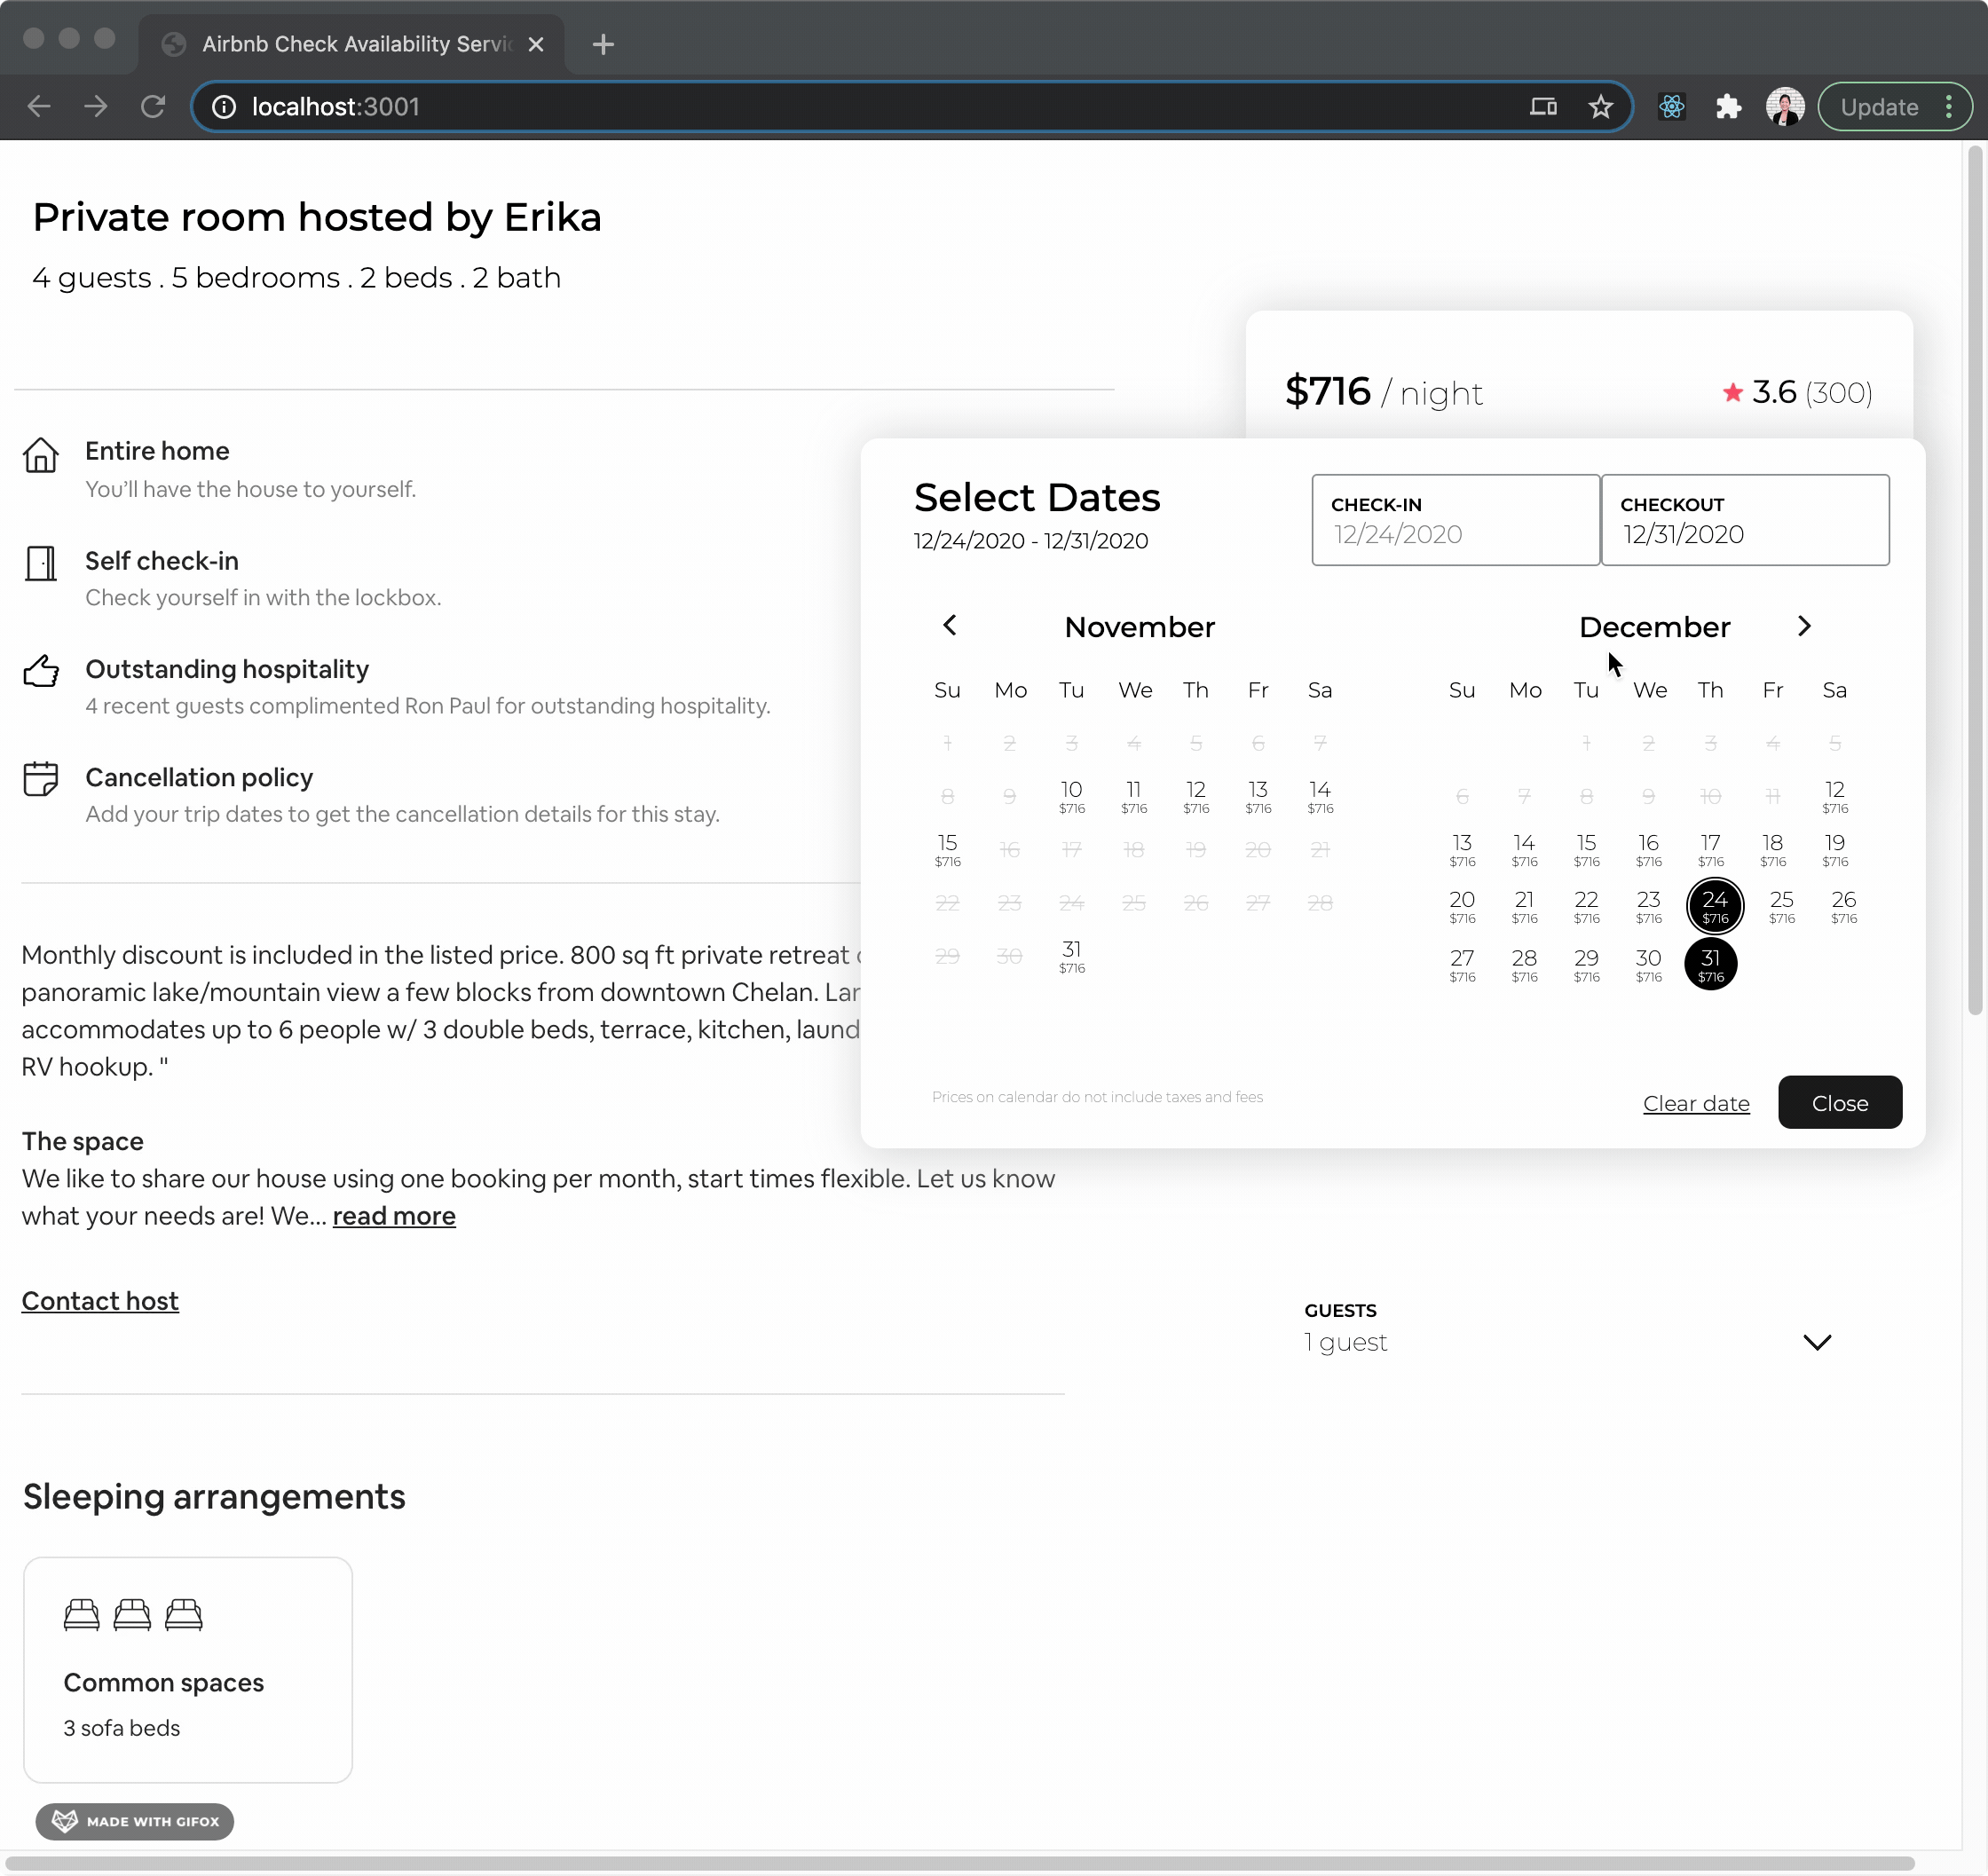 Airbnb Check Availability Servi
localhost:3001
Update
Private room hosted by Erika
4 guests . 5 bedrooms . 2 beds . 2 bath
$716 / night
3.6 (300)
Entire home
You’ll have the house to yourself.
Self check-in
Check yourself in with the lockbox.
Outstanding hospitality
4 recent guests complimented Ron Paul for outstanding hospitality.
Cancellation policy
Add your trip dates to get the cancellation details for this stay.
Select Dates
12/24/2020 - 12/31/2020
CHECK-IN
12/24/2020
CHECKOUT
12/31/2020
November
Su Mo Tu We Th Fr Sa
1 2 3 4 5 6 7
8 9 10 11 12 13 14
$716 $716 $716 $716 $716
15 16 17 18 19 20 21
$716
22 23 24 25 26 27 28
29 30 31
$716
December
Su Mo Tu We Th Fr Sa
1 2 3 4 5
6 7 8 9 10 11 12
$716
13 14 15 16 17 18 19
$716 $716 $716 $716 $716 $716 $716
20 21 22 23 24 25 26
$716 $716 $716 $716 $716 $716 $716
27 28 29 30 31
$716 $716 $716 $716 $716
Prices on calendar do not include taxes and fees
Clear date
Close
Monthly discount is included in the listed price. 800 sq ft private retreat
panoramic lake/mountain view a few blocks from downtown Chelan. Lar
accommodates up to 6 people w/ 3 double beds, terrace, kitchen, laund
RV hookup. "
The space
We like to share our house using one booking per month, start times flexible. Let us know
what your needs are! We... read more
Contact host
GUESTS
1 guest
Sleeping arrangements
Common spaces
3 sofa beds
MADE WITH GIFOX